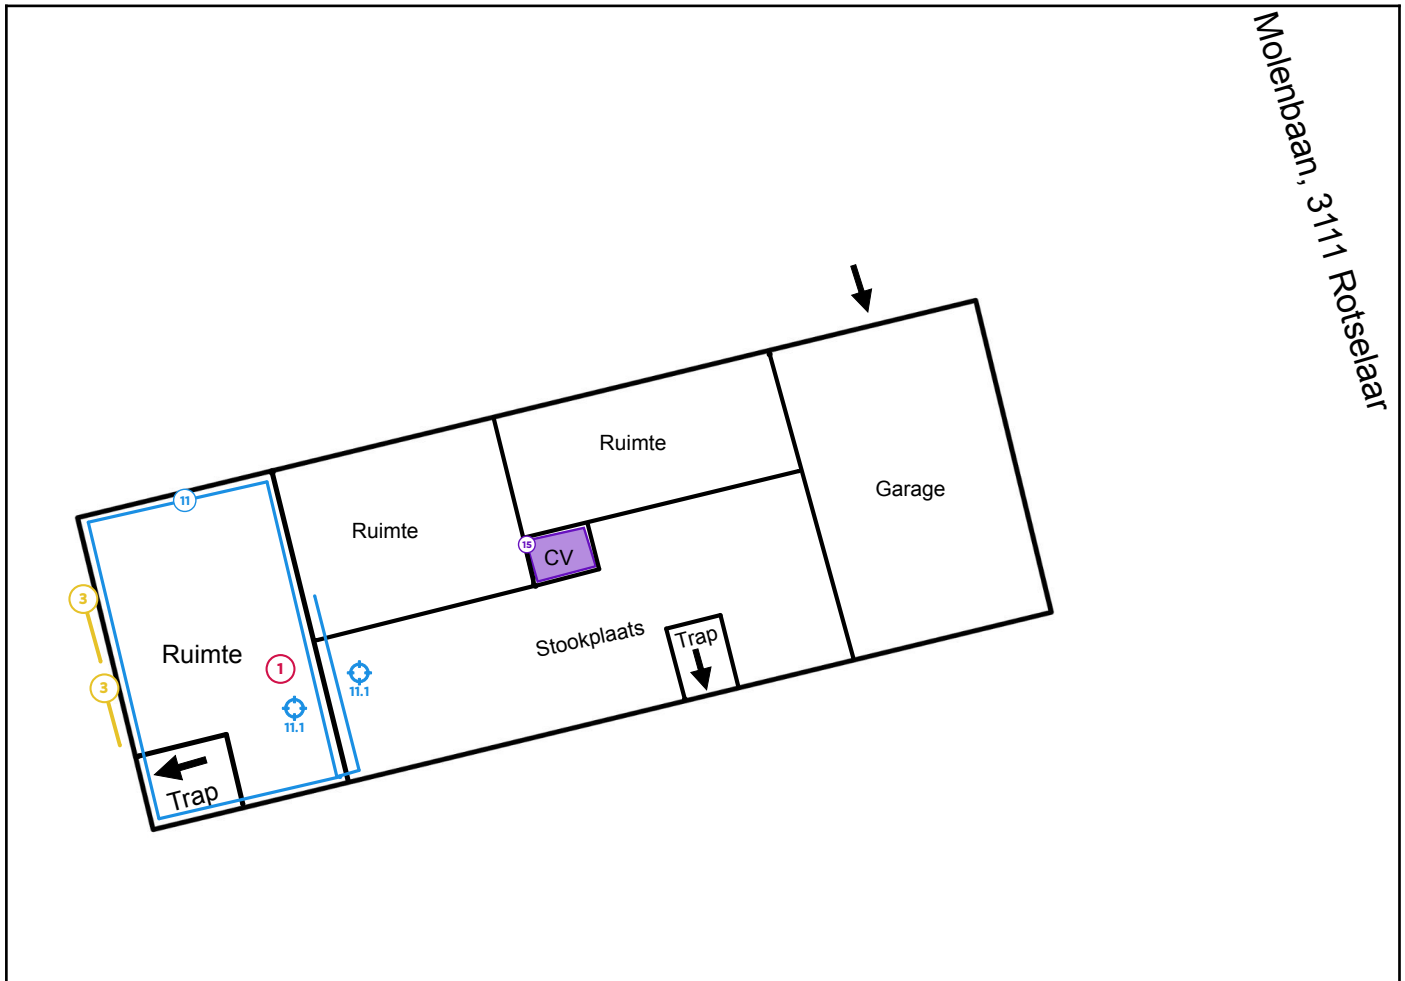 Molenbaan, 3111 Rotselaar
Ruimte
Garage
11
Ruimte
15
CV
3
Stookplaats
Trap
Ruimte
1
11.1
3
11.1
Trap